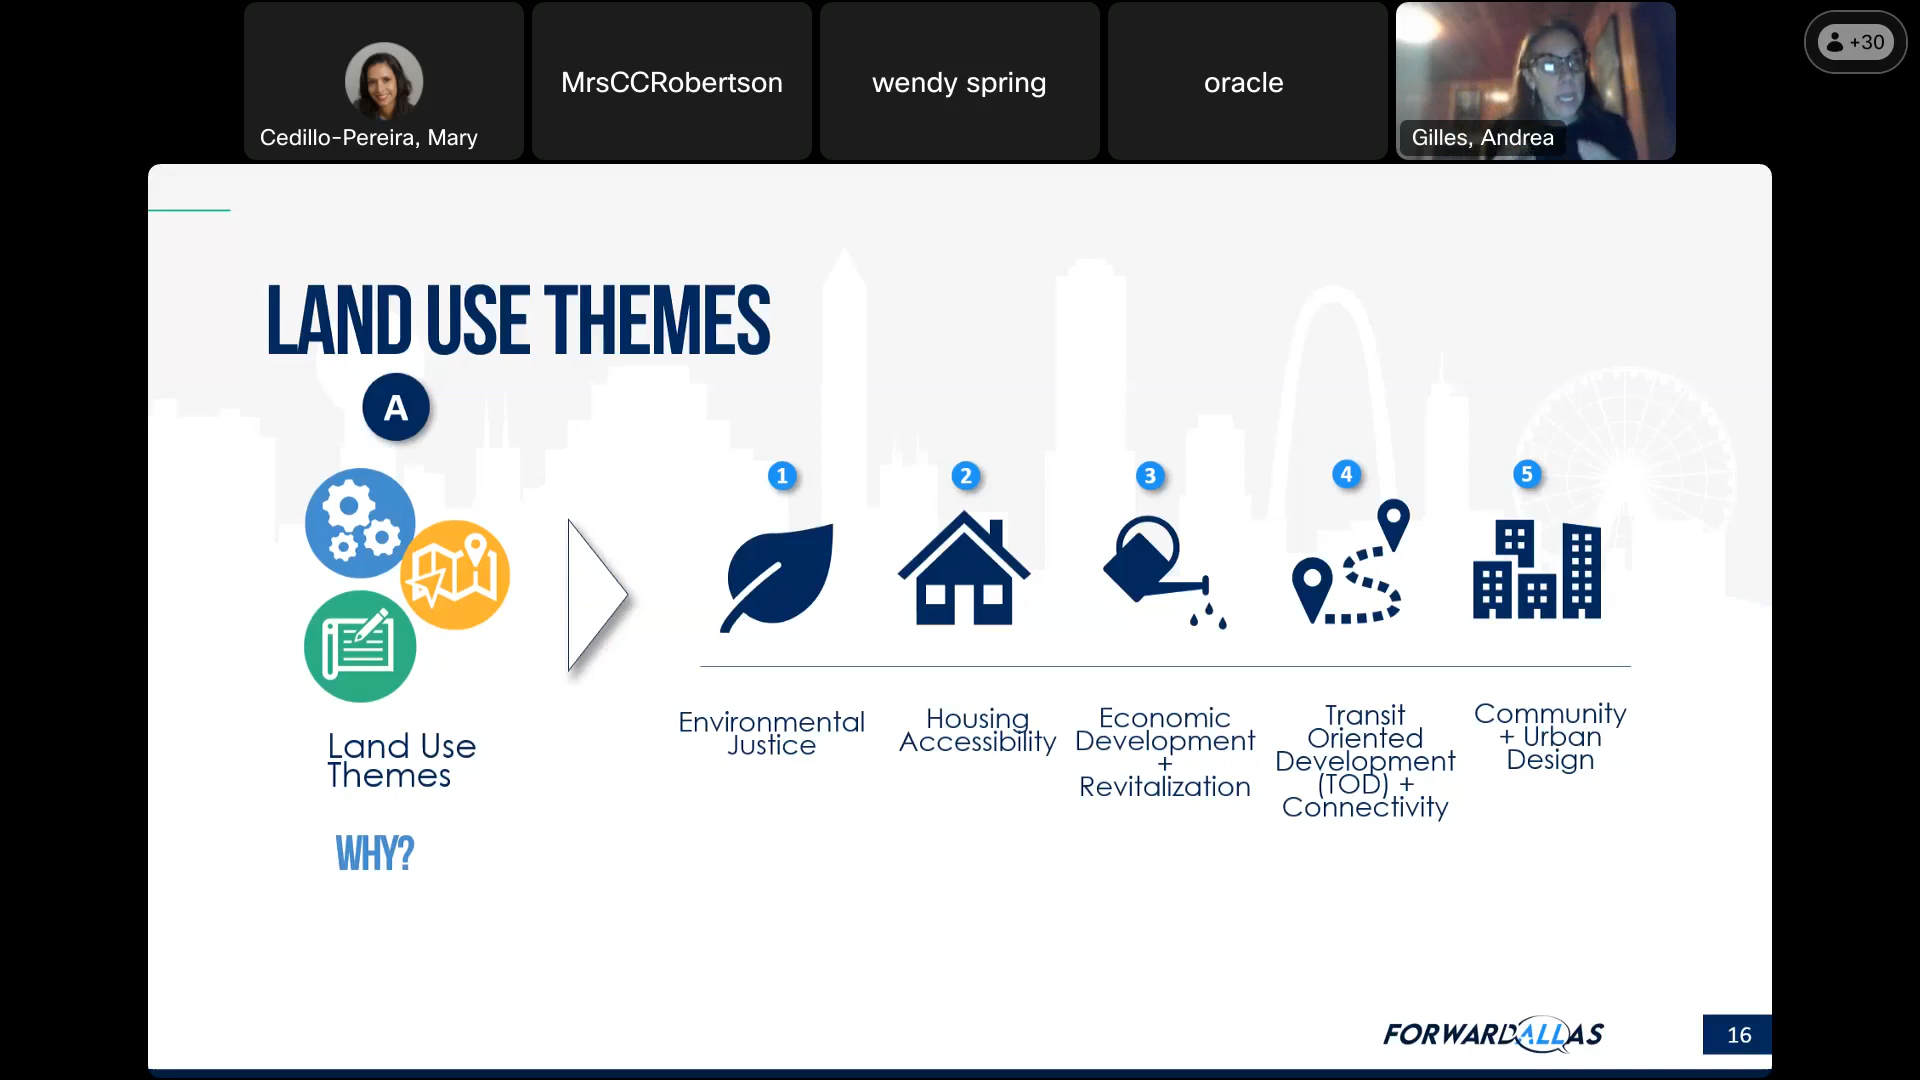 Cedillo-Pereira, Mary
MrsCCRobertson
wendy spring
oracle
Gilles, Andrea
+30
LAND USE THEMES
A
Land Use
Themes
WHY?
1
Environmental
Justice
2
Housing
Accessibility
3
Economic
Development
+
Revitalization
4
Transit
Oriented
Development
(TOD) +
Connectivity
5
Community
+ Urban
Design
FORWARDALLAS
16